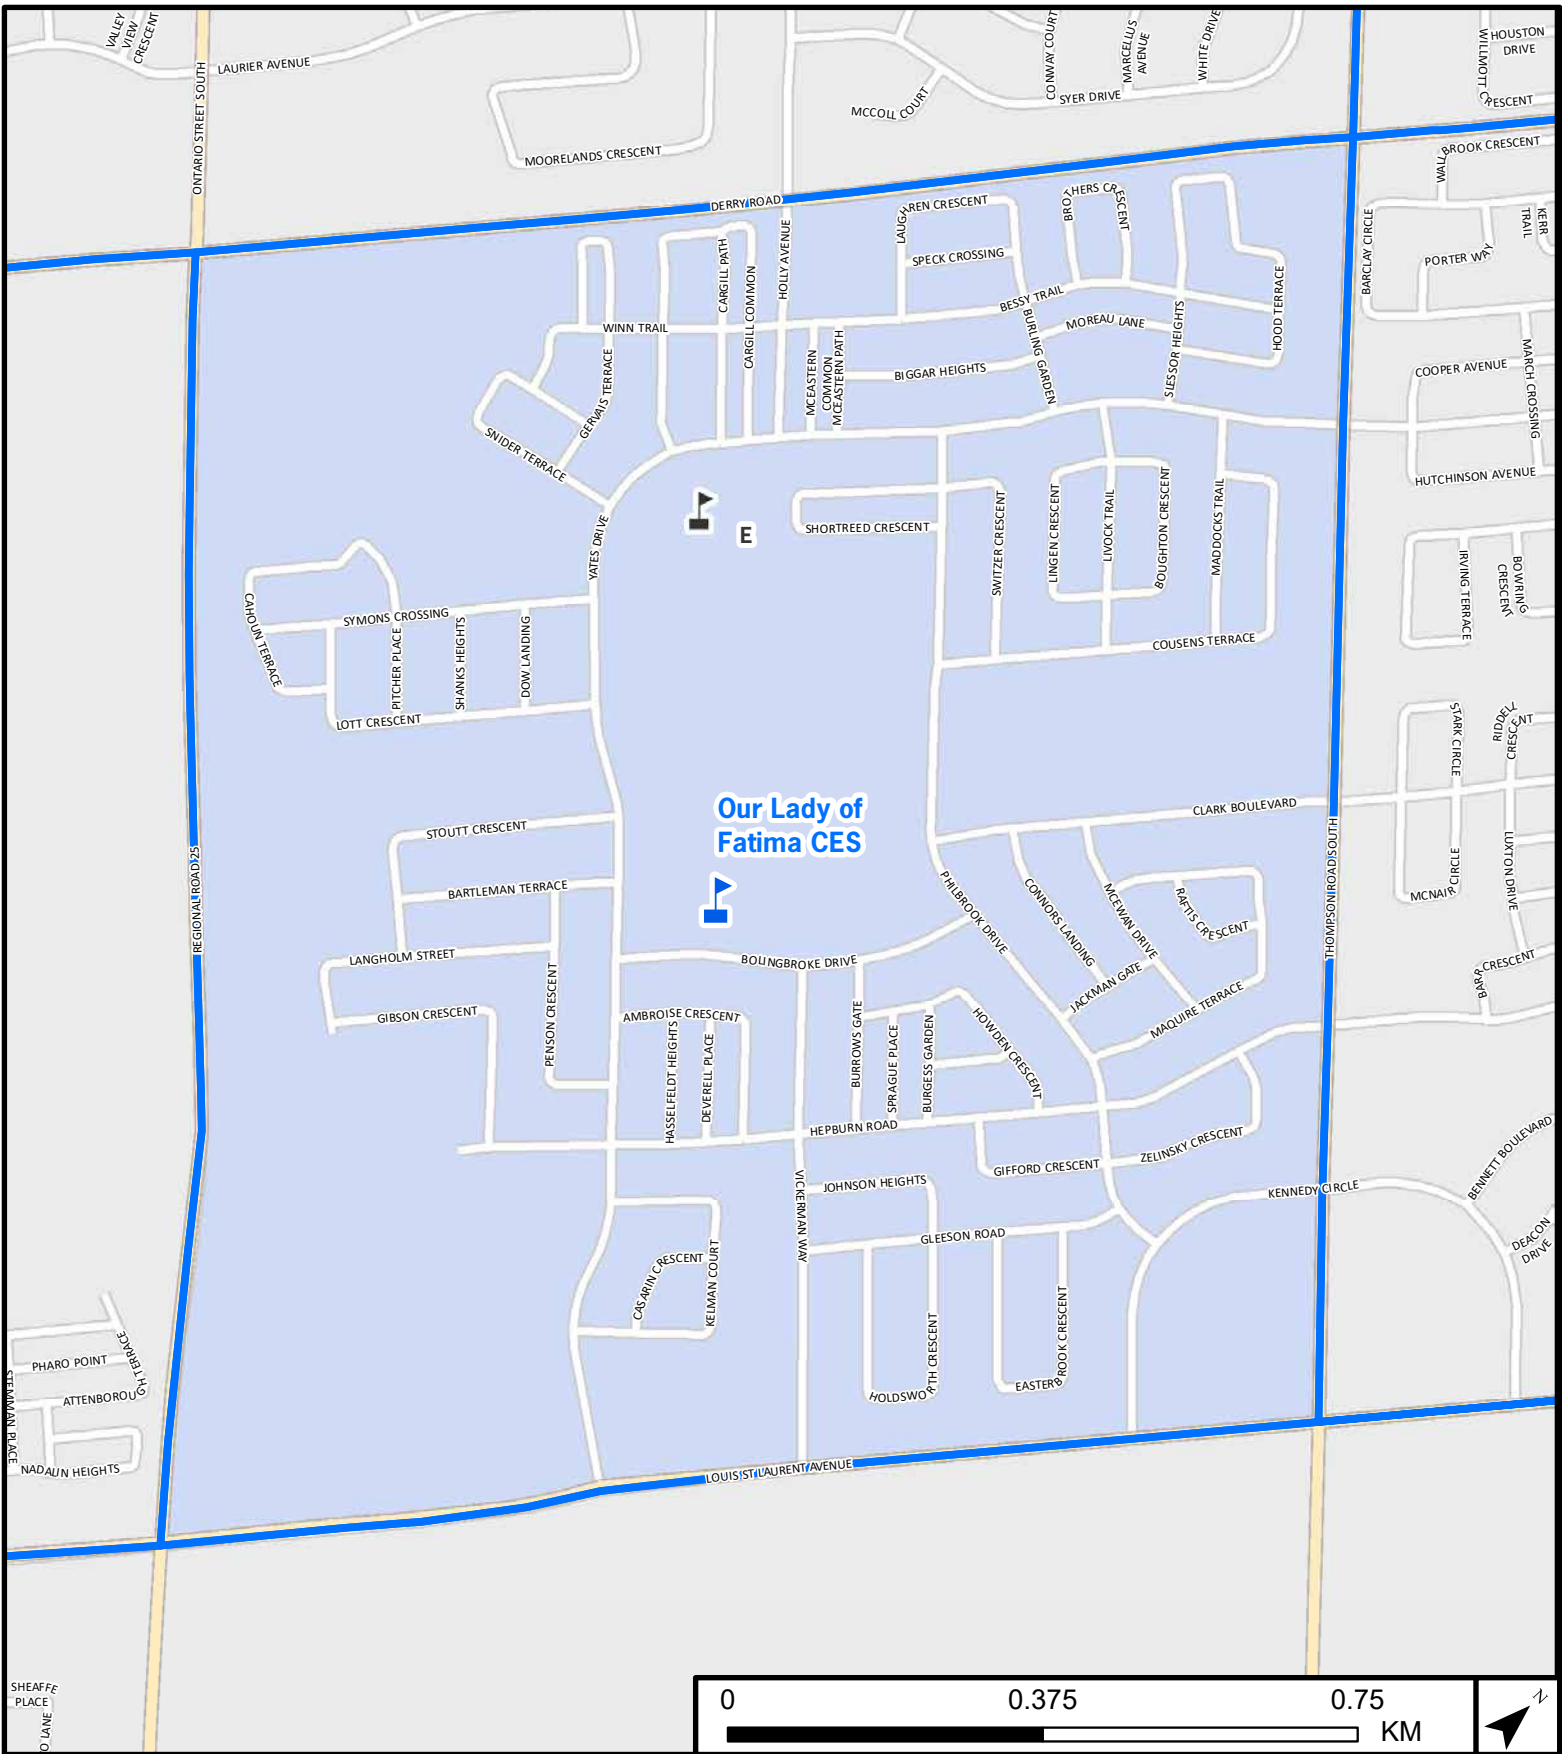 VALLEY
VIEW
CRESCENT
LAURIER AVENUE
ONTARIO STREET SOUTH
MOORELANDS CRESCENT
MCCOLL COURT
CONWAY COURT
MARCELLUS
AVENUE
WHITE DRIVE
SYER DRIVE
WILLMOTT CRESCENT
HOUSTON
DRIVE
DERRY ROAD
WALLBROOK CRESCENT
BARCLAY CIRCLE
PORTER WAY
KERR
TRAIL
LAUGHREN CRESCENT
BROTHERS CRESCENT
SPECK CROSSING
CARGILL PATH
CARGILL COMMON
HOLLY AVENUE
WINN TRAIL
BESSY TRAIL
BURLING GARDEN
MOREAU LANE
SLESSOR HEIGHTS
HOOD TERRACE
GERVAIS TERRACE
MCEASTERN
COMMON
MCEASTERN PATH
BIGGAR HEIGHTS
COOPER AVENUE
MARCH CROSSING
HUTCHINSON AVENUE
SNIDER TERRACE
YATES DRIVE
E
SHORTREED CRESCENT
SWITZER CRESCENT
LINGEN CRESCENT
LIVOCK TRAIL
BOUGHTON CRESCENT
MADDOCKS TRAIL
IRVING TERRACE
BOWRING
CRESCENT
CAHOUN TERRACE
SYMONS CROSSING
PITCHER PLACE
SHANKS HEIGHTS
DOW LANDING
LOTT CRESCENT
COUSENS TERRACE
STARK CIRCLE
RIDDELL
CRESCENT
Our Lady of
Fatima CES
CLARK BOULEVARD
STOUTT CRESCENT
BARTLEMAN TERRACE
REGIONAL ROAD 25
THOMPSON ROAD SOUTH
MCNAIR CIRCLE
LUXTON DRIVE
PHILBROOK DRIVE
CONNORS LANDING
MCEWAN DRIVE
RAFTIS CRESCENT
LANGHOLM STREET
BOLINGBROKE DRIVE
JACKMAN GATE
BARR CRESCENT
PENSON CRESCENT
GIBSON CRESCENT
AMBROISE CRESCENT
HASSELFELDT HEIGHTS
DEVERELL PLACE
BURROWS GATE
SPRAGUE PLACE
BURGESS GARDEN
HOWDEN CRESCENT
MAQUIRE TERRACE
HEPBURN ROAD
GIFFORD CRESCENT
ZELINSKY CRESCENT
VICKERMAN WAY
JOHNSON HEIGHTS
KENNEDY CIRCLE
BENNETT BOULEVARD
DEACON
DRIVE
GLEESON ROAD
CASARIN CRESCENT
KELMAN COURT
HOLDSWORTH CRESCENT
EASTERBROOK CRESCENT
PHARO POINT
ATTENBOROUGH TERRACE
STEMMAN PLACE
NADALIN HEIGHTS
LOUIS ST LAURENT AVENUE
SHEAFFE
PLACE
O LANE
0
0.375
0.75
KM
N